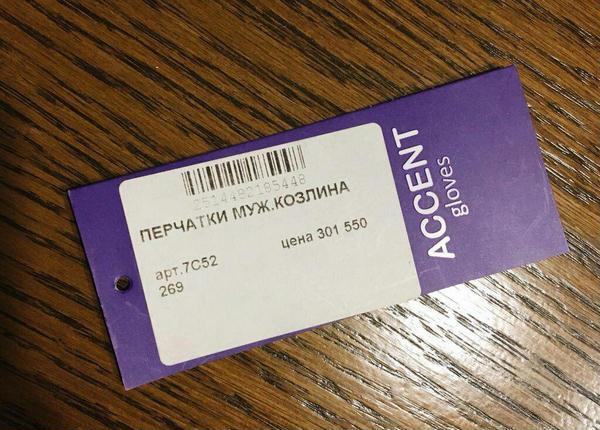 2514482185448
ПЕРЧАТКИ МУЖ.КОЗЛИНА
цена 301 550
арт.7С52
269
ACCENT
gloves